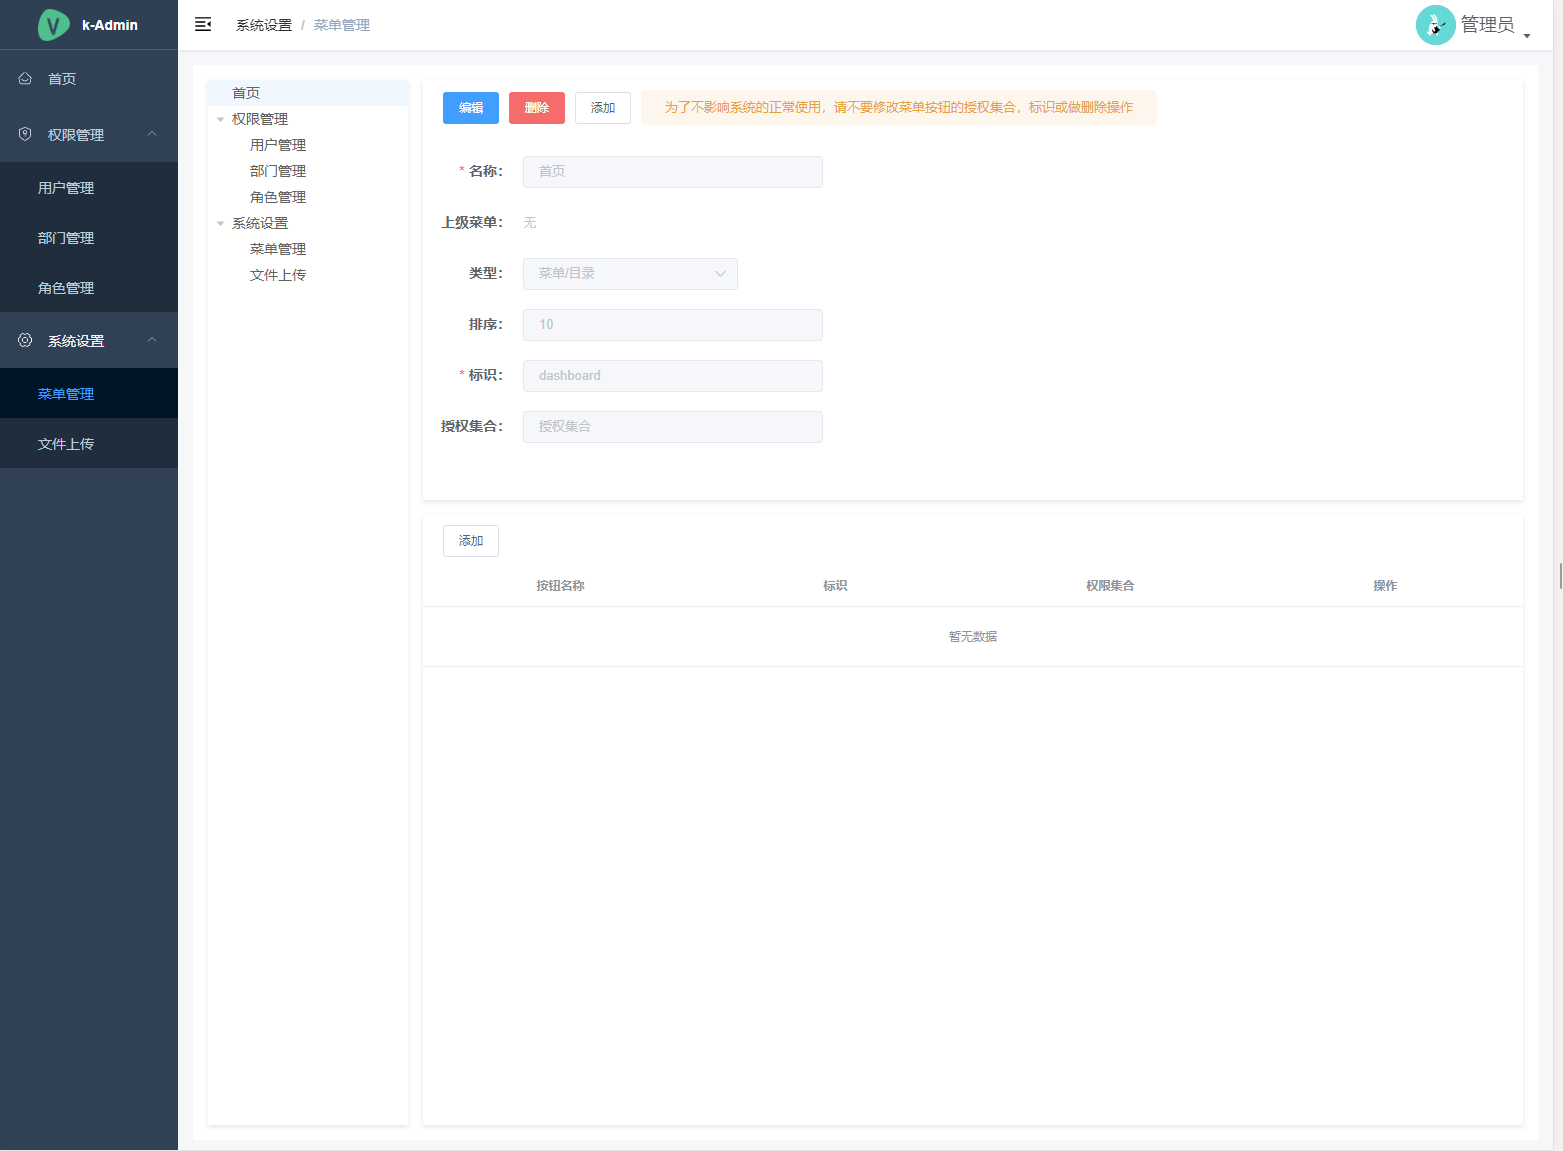 k-Admin
首页
权限管理
用户管理
部门管理
角色管理
系统设置
菜单管理
文件上传
系统设置 / 菜单管理
管理员
首页
权限管理
用户管理
部门管理
角色管理
系统设置
菜单管理
文件上传
编辑 删除 添加 为了不影响系统的正常使用，请不要修改菜单按钮的授权集合，标识或做删除操作
* 名称： 首页
上级菜单： 无
类型： 菜单/目录
排序： 10
* 标识： dashboard
授权集合： 授权集合
添加
按钮名称 标识 权限集合 操作
暂无数据